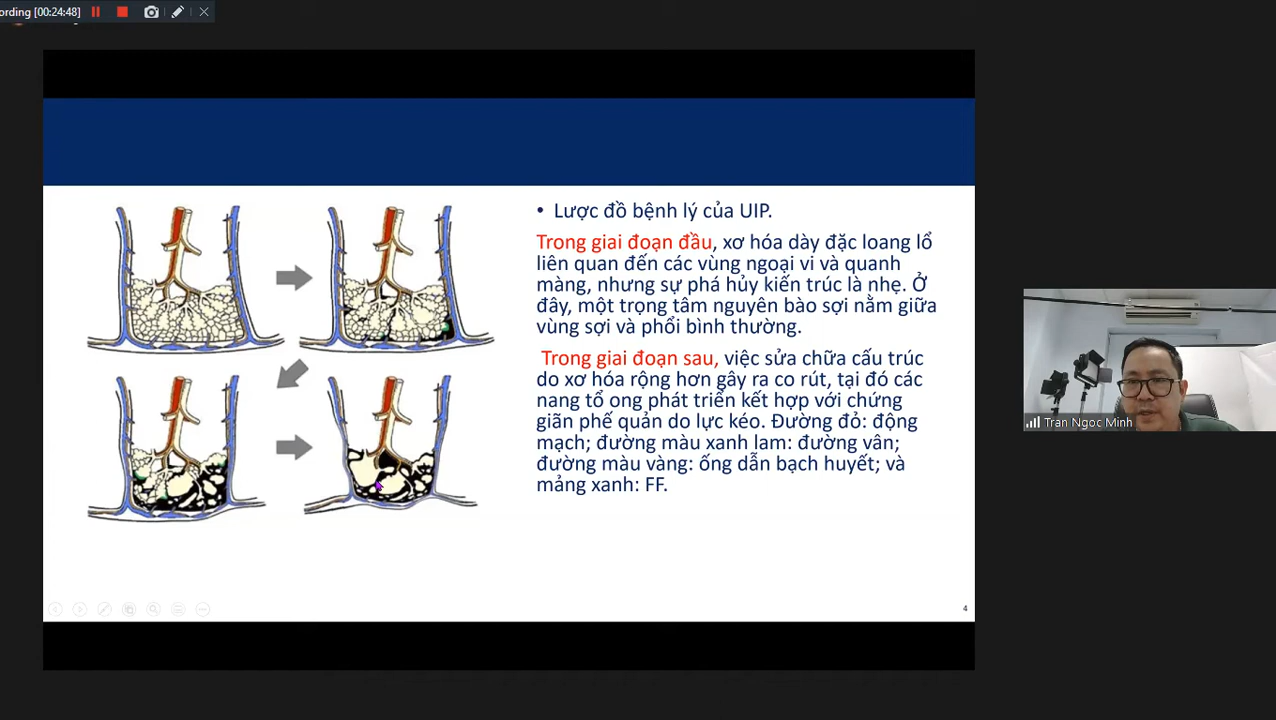 ording [00:24:48]
• Lược đồ bệnh lý của UIP.
Trong giai đoạn đầu, xơ hóa dày đặc loang lổ
liên quan đến các vùng ngoại vi và quanh
màng, nhưng sự phá hủy kiến trúc là nhẹ. Ở
đây, một trọng tâm nguyên bào sợi nằm giữa
vùng sợi và phổi bình thường.
Trong giai đoạn sau, việc sửa chữa cấu trúc
do xơ hóa rộng hơn gây ra co rút, tại đó các
nang tổ ong phát triển kết hợp với chứng
giãn phế quản do lực kéo. Đường đỏ: động
mạch; đường màu xanh lam: đường vân;
đường màu vàng: ống dẫn bạch huyết; và
mảng xanh: FF.
4
Tran Ngoc Minh